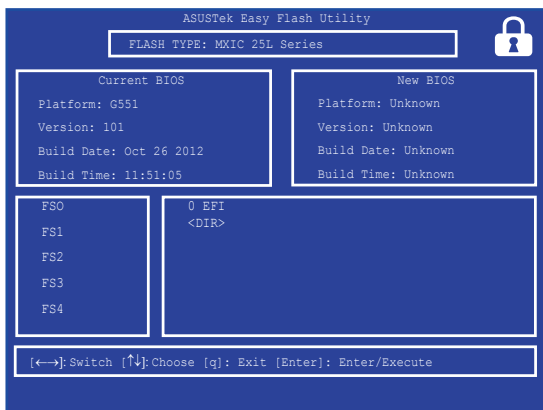 ASUSTek Easy Flash Utility
FLASH TYPE: MXIC 25L Series
Current BIOS
Platform: G551
Version: 101
Build Date: Oct 26 2012
Build Time: 11:51:05
New BIOS
Platform: Unknown
Version: Unknown
Build Date: Unknown
Build Time: Unknown
FSO
FS1
FS2
FS3
FS4
0 EFI
<DIR>
[←→]: Switch [↑↓]: Choose [q]: Exit [Enter]: Enter/Execute